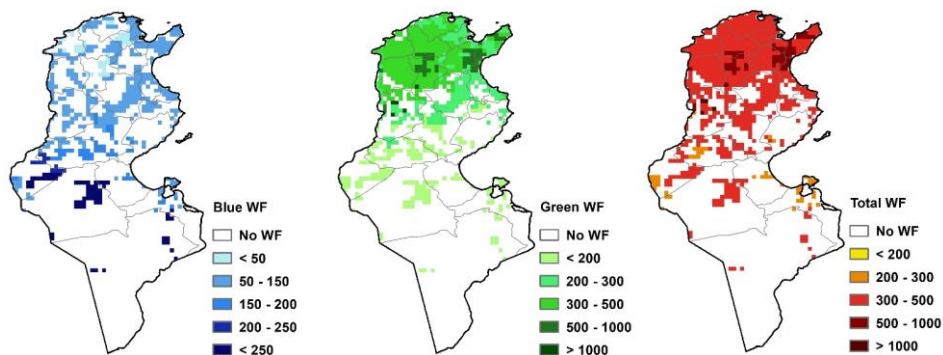 Blue WF
No WF
< 50
50 - 150
150 - 200
200 - 250
< 250
Green WF
No WF
< 200
200 - 300
300 - 500
500 - 1000
> 1000
Total WF
No WF
< 200
200 - 300
300 - 500
500 - 1000
> 1000